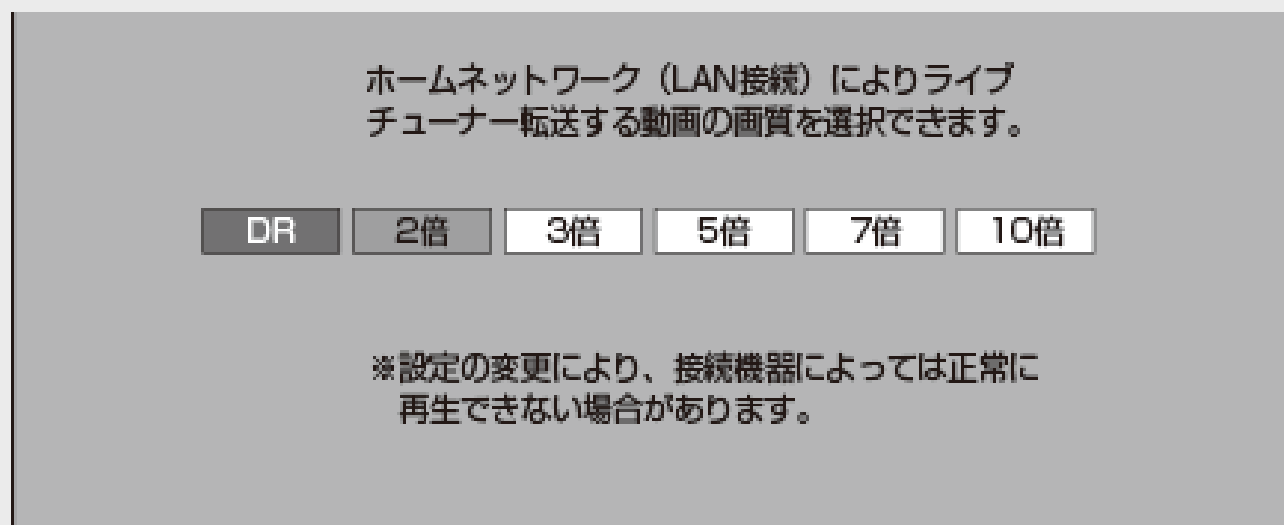 ホームネットワーク（LAN接続）によりライブ
チューナー転送する動画の画質を選択できます。
DR 2倍 3倍 5倍 7倍 10倍
※設定の変更により、接続機器によっては正常に
再生できない場合があります。